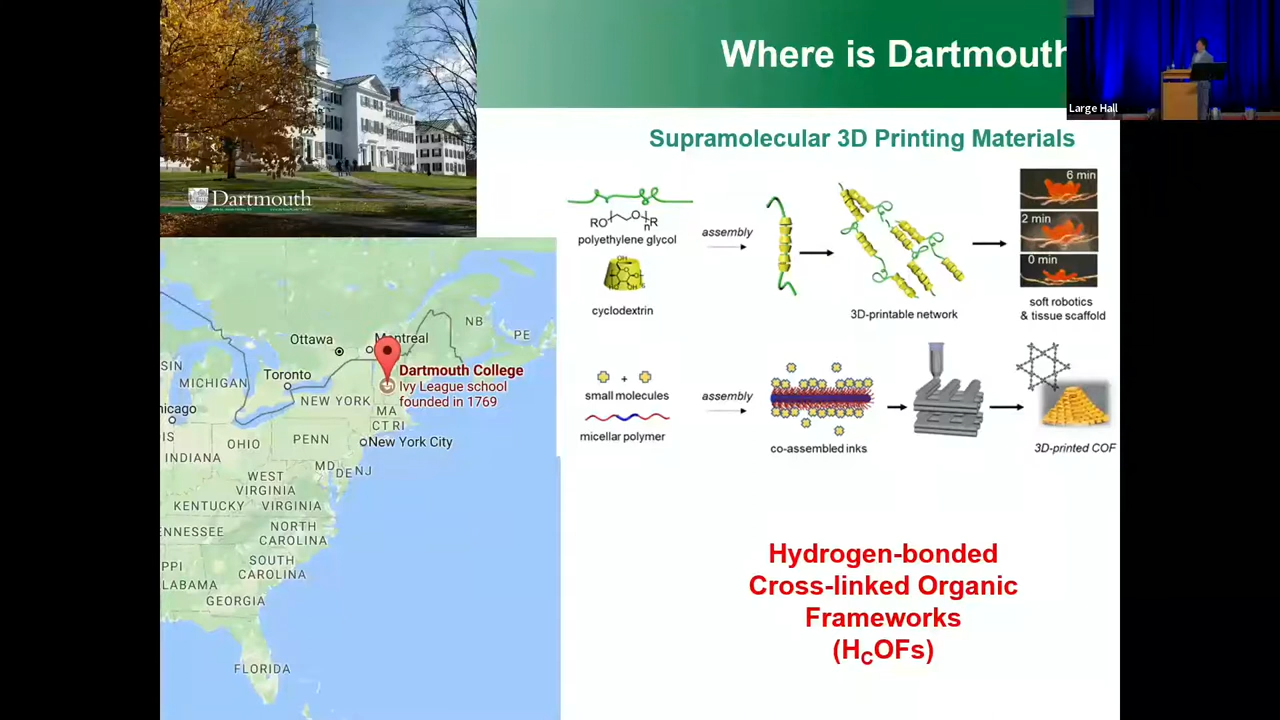 Where is Dartmouth
Large Hall
Dartmouth
Supramolecular 3D Printing Materials
polyethylene glycol
cyclodextrin
assembly
3D-printable network
6 min
2 min
0 min
soft robotics
& tissue scaffold
+
small molecules
micellar polymer
assembly
co-assembled inks
3D-printed COF
Hydrogen-bonded
Cross-linked Organic
Frameworks
(HCOFs)
NB
PE
Ottawa
Montreal
Toronto
MICHIGAN
Dartmouth College
Ivy League school
founded in 1769
NEW YORK
MA
CT RI
New York City
OHIO
PENN
INDIANA
MD
DE
NJ
WEST
VIRGINIA
KENTUCKY
VIRGINIA
NORTH
CAROLINA
SOUTH
CAROLINA
GEORGIA
FLORIDA
SIN
hicago
IS
ENNESSEE
PPI
LABAMA
RO
O
R
n